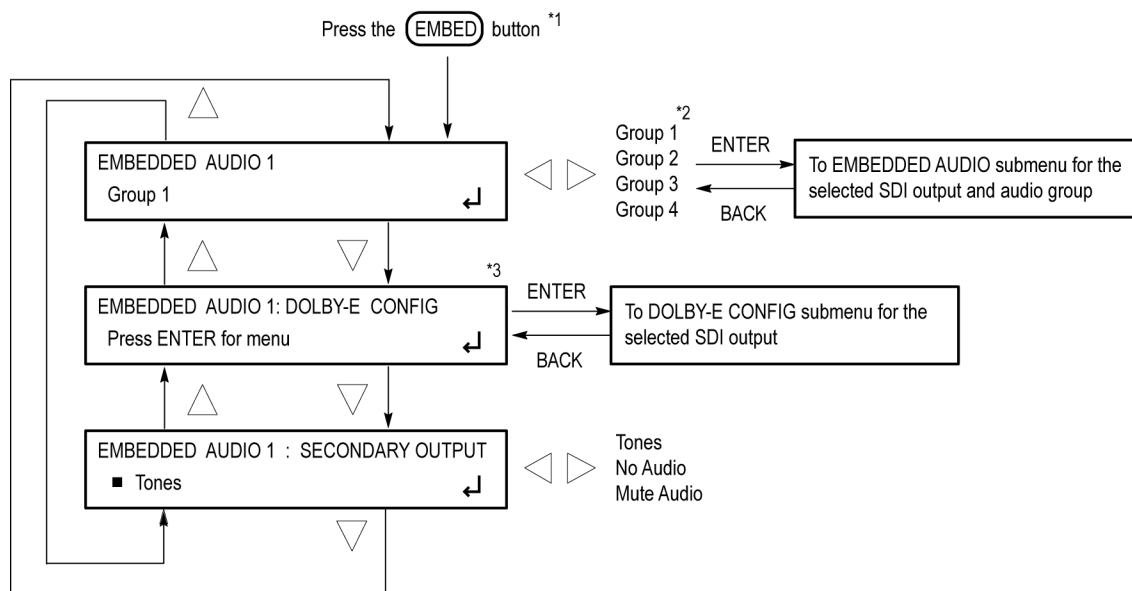 Press the EMBED button *1
EMBEDDED AUDIO 1
Group 1
*2
Group 1
Group 2
Group 3
Group 4
ENTER
BACK
To EMBEDDED AUDIO submenu for the
selected SDI output and audio group
*3
EMBEDDED AUDIO 1: DOLBY-E CONFIG
Press ENTER for menu
ENTER
BACK
To DOLBY-E CONFIG submenu for the
selected SDI output
EMBEDDED AUDIO 1 : SECONDARY OUTPUT
■ Tones
Tones
No Audio
Mute Audio